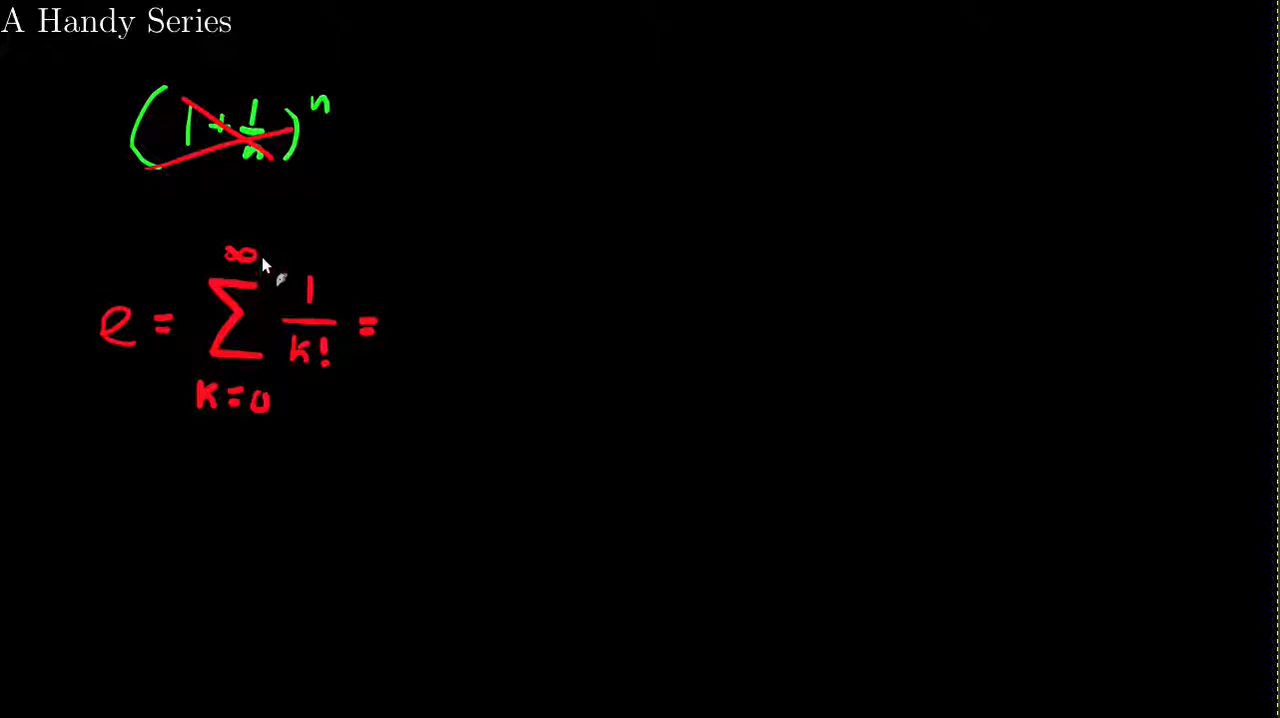 A Handy Series
(1 + 1/n)^n
e = ∑_{k=0}^{∞} 1/k! =